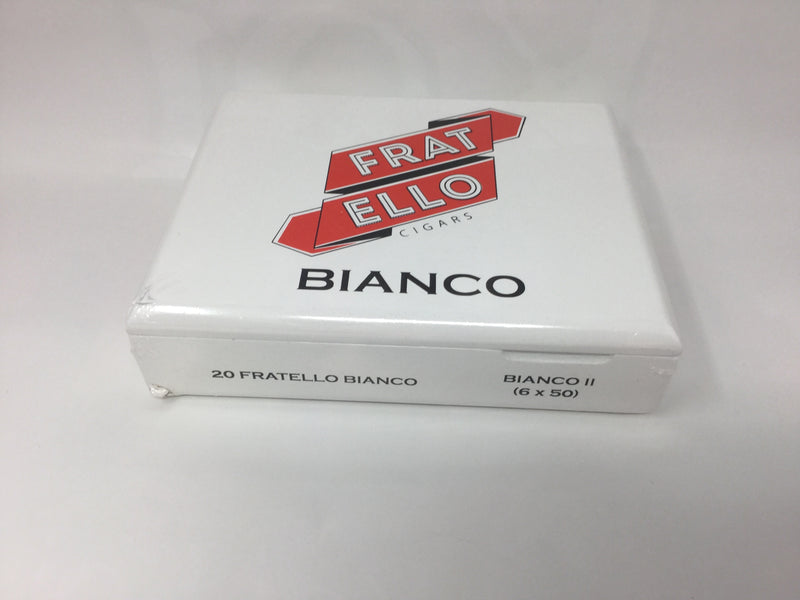 FRAT
ELLO
CIGARS
BIANCO
20 FRATELLO BIANCO
BIANCO II
(6 x 50)